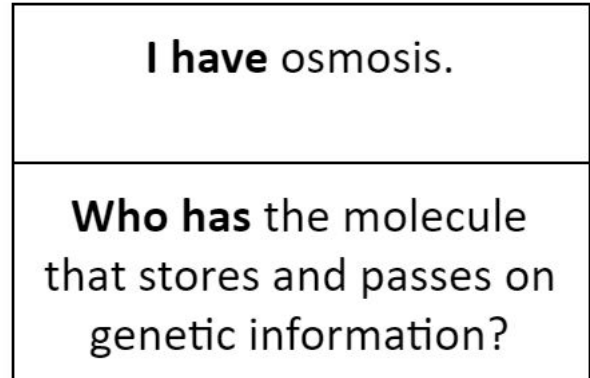 I have osmosis.
Who has the molecule
that stores and passes on
genetic information?